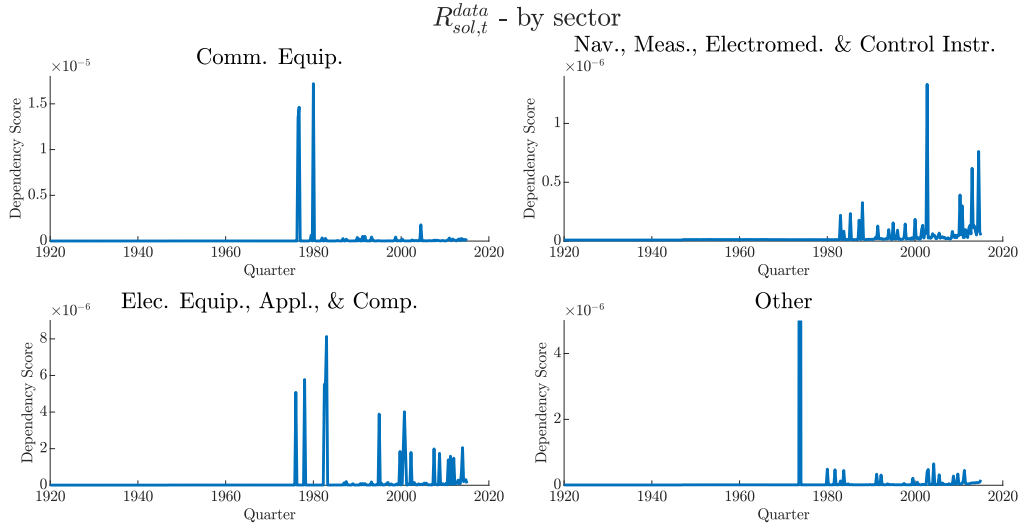 R^{data}_{sol,t} - by sector
Comm. Equip.
×10⁻⁵
Dependency Score
1.5
1
0.5
0
1920 1940 1960 1980 2000 2020
Quarter
Nav., Meas., Electromed. & Control Instr.
×10⁻⁶
Dependency Score
1
0.5
0
1920 1940 1960 1980 2000 2020
Quarter
Elec. Equip., Appl., & Comp.
×10⁻⁶
Dependency Score
8
6
4
2
0
1920 1940 1960 1980 2000 2020
Quarter
Other
×10⁻⁶
Dependency Score
4
2
0
1920 1940 1960 1980 2000 2020
Quarter